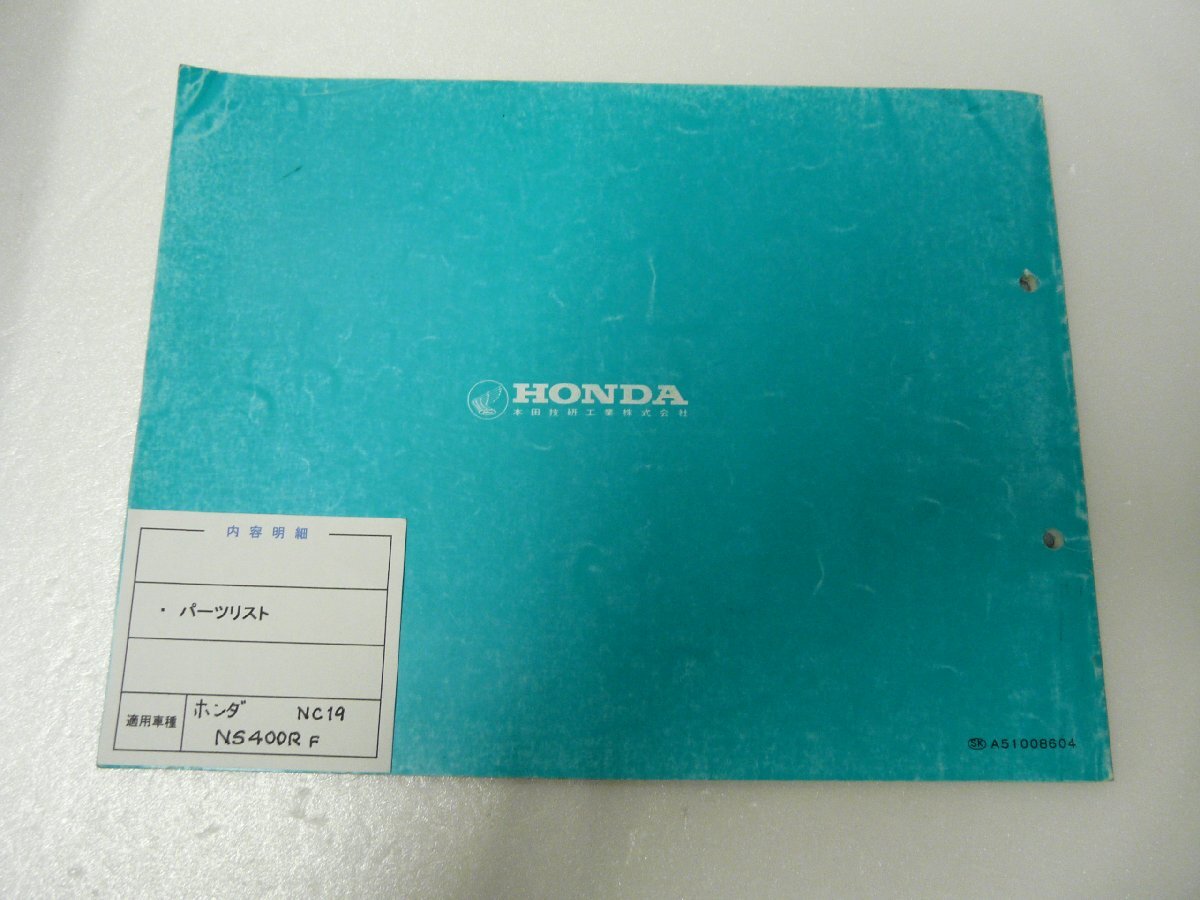 HONDA
本田技研工業株式会社
内容明細
・パーツリスト
適用車種
ホンダ NC19
NS400R F
SK A51008604